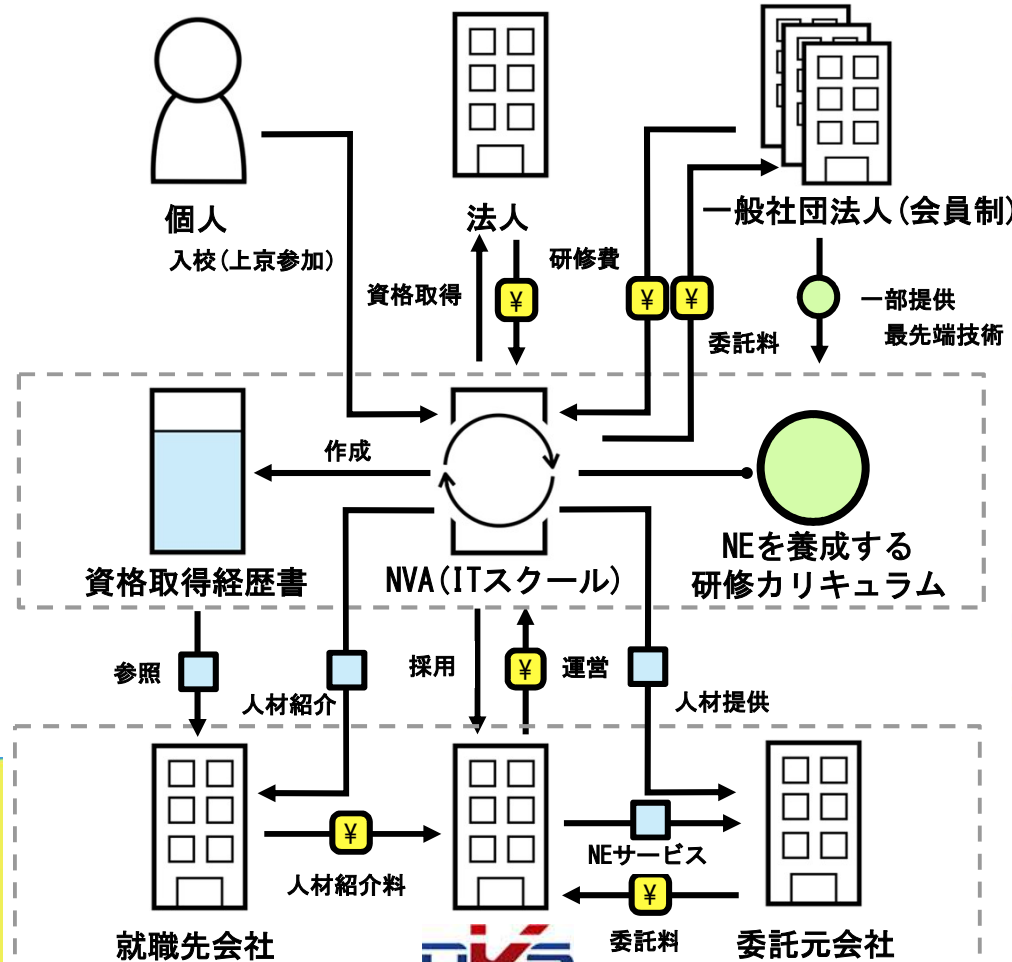 個人
法人
一般社団法人(会員制)
入校(上京参加)
資格取得
¥
研修費
¥
¥
委託料
一部提供
最先端技術
作成
資格取得経歴書
NVA(ITスクール)
NEを養成する
研修カリキュラム
参照
人材紹介
採用
¥
運営
人材提供
¥
人材紹介料
NEサービス
¥
委託料
就職先会社
委託元会社